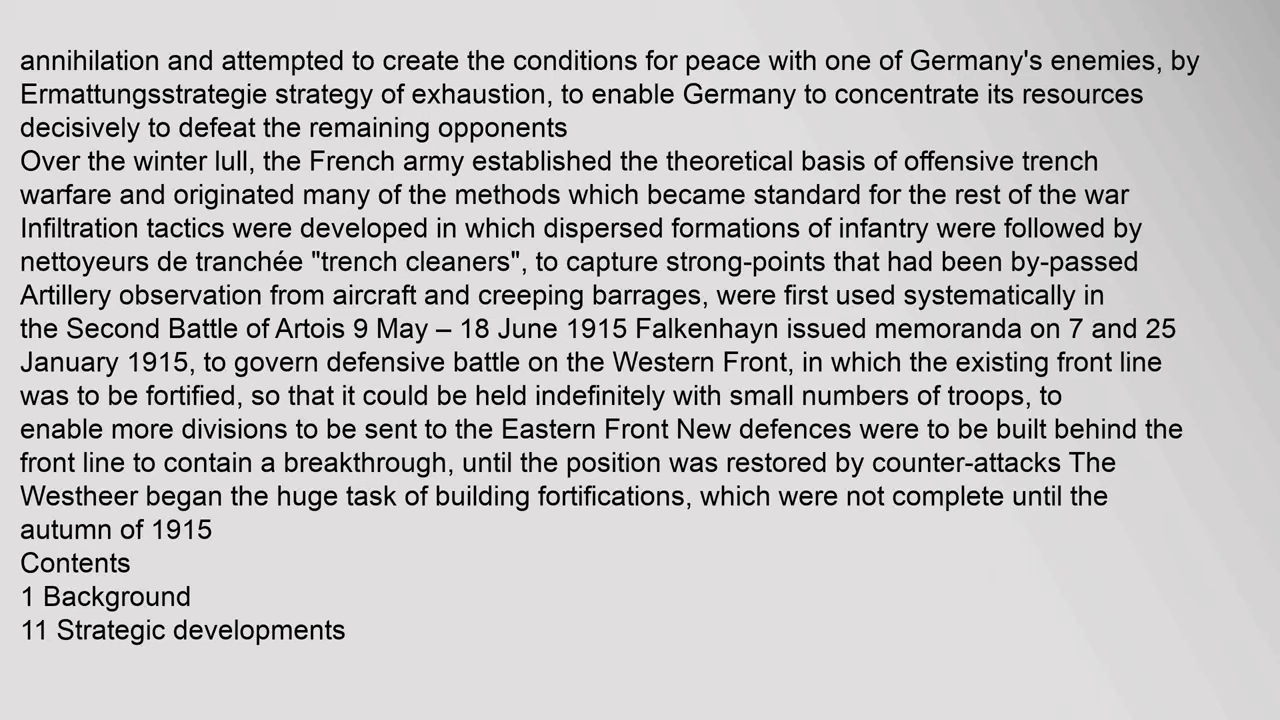 annihilation and attempted to create the conditions for peace with one of Germany's enemies, by
Ermattungsstrategie strategy of exhaustion, to enable Germany to concentrate its resources
decisively to defeat the remaining opponents
Over the winter lull, the French army established the theoretical basis of offensive trench
warfare and originated many of the methods which became standard for the rest of the war
Infiltration tactics were developed in which dispersed formations of infantry were followed by
nettoyeurs de tranchée "trench cleaners", to capture strong-points that had been by-passed
Artillery observation from aircraft and creeping barrages, were first used systematically in
the Second Battle of Artois 9 May – 18 June 1915 Falkenhayn issued memoranda on 7 and 25
January 1915, to govern defensive battle on the Western Front, in which the existing front line
was to be fortified, so that it could be held indefinitely with small numbers of troops, to
enable more divisions to be sent to the Eastern Front New defences were to be built behind the
front line to contain a breakthrough, until the position was restored by counter-attacks The
Westheer began the huge task of building fortifications, which were not complete until the
autumn of 1915
Contents
1 Background
11 Strategic developments